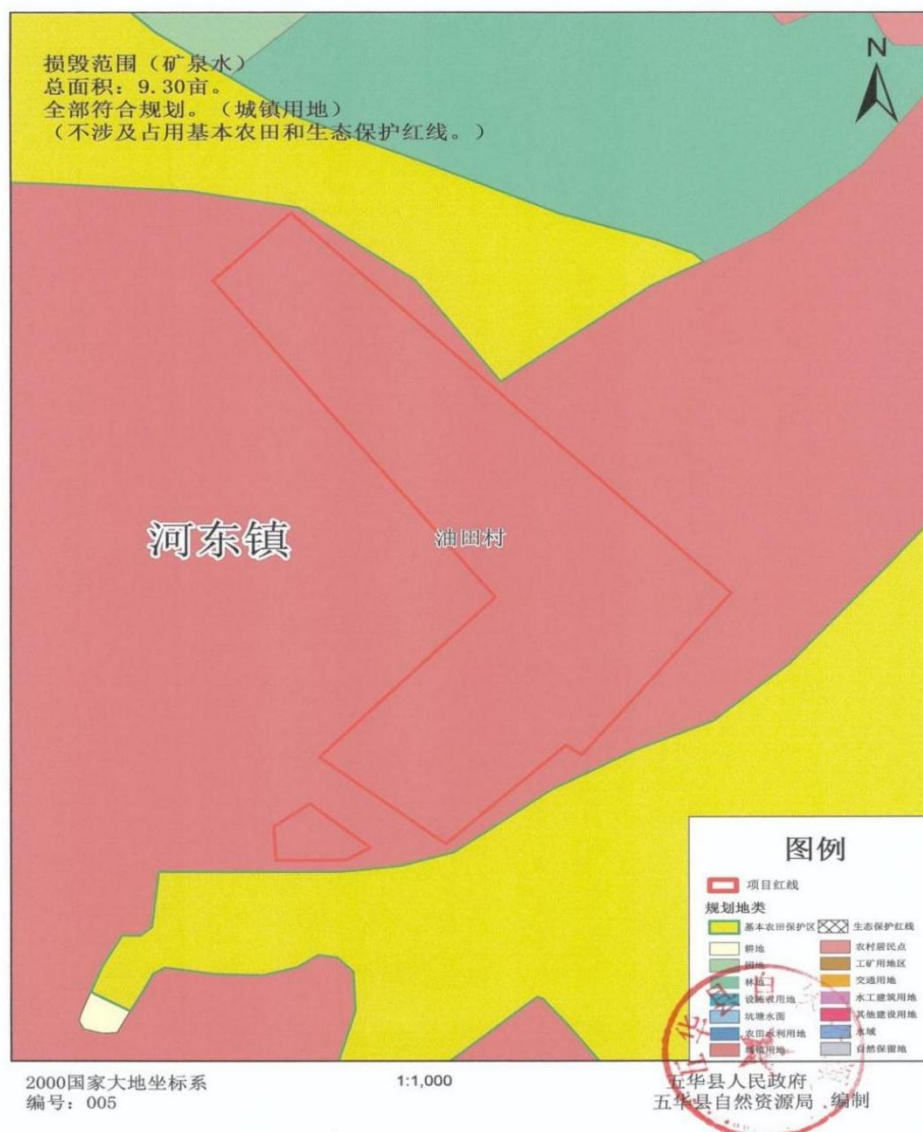 损毁范围（矿泉水）
总面积：9.30亩。
全部符合规划。（城镇用地）
（不涉及占用基本农田和生态保护红线。）
N
河东镇
油田村
图例
项目红线
规划地类
基本农田保护区
生态保护红线
耕地
农村居民点
园地
工矿用地区
林地
交通用地
设施农用地
水工建筑用地
坑塘水面
其他建设用地
农田水利用地
水域
城镇用地
自然保留地
2000国家大地坐标系
编号：005
1:1,000
五华县人民政府
五华县自然资源局 编制